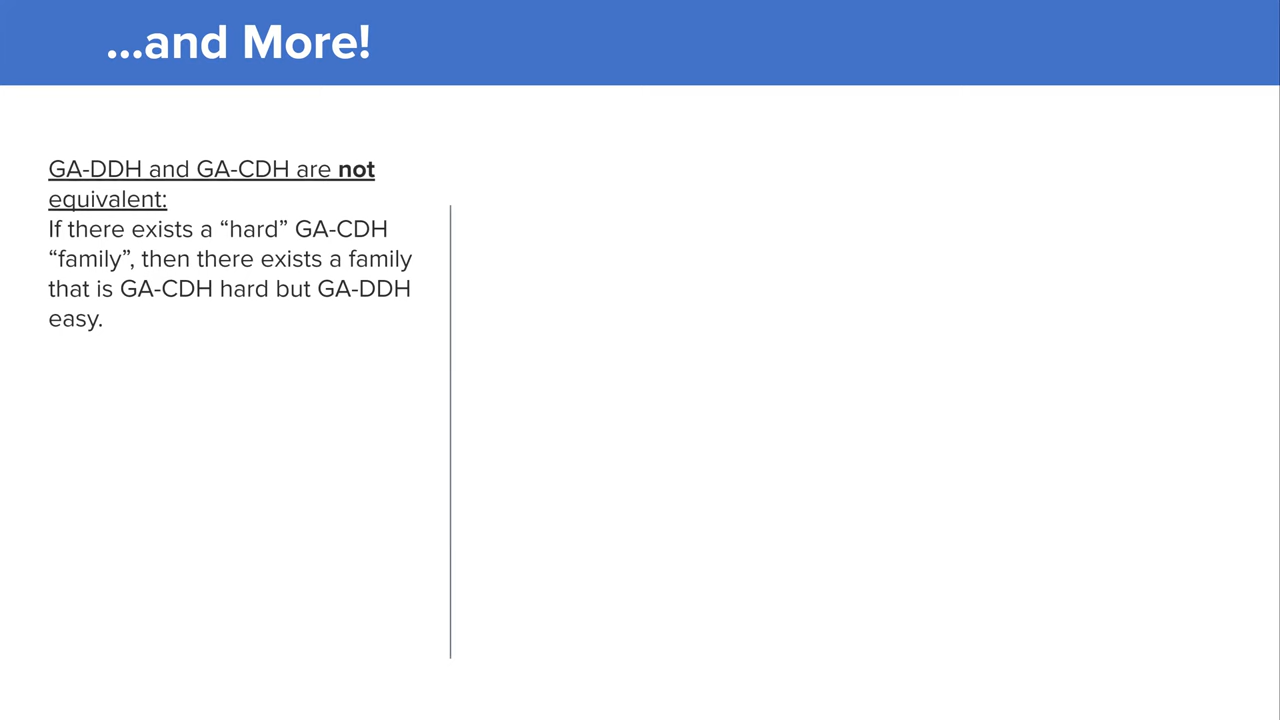 ...and More!
GA-DDH and GA-CDH are not
equivalent:
If there exists a “hard” GA-CDH
“family”, then there exists a family
that is GA-CDH hard but GA-DDH
easy.